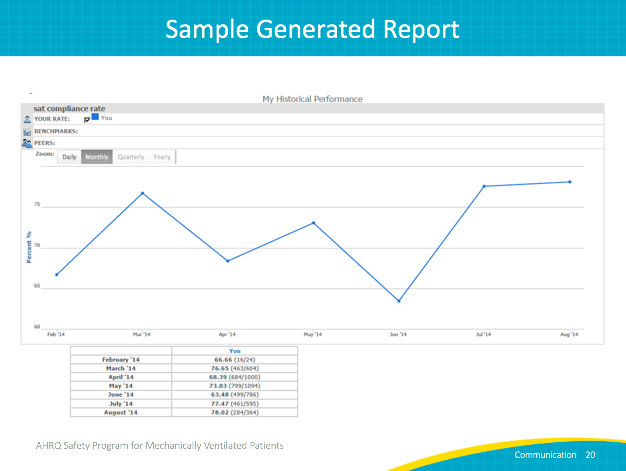 Sample Generated Report
My Historical Performance
sat compliance rate
YOUR RATE: You
BENCHMARKS:
PEERS:
Zoom: Daily Monthly Quarterly Yearly
75
70
65
60
Percent %
Feb '14 Mar '14 Apr '14 May '14 Jun '14 Jul '14 Aug '14
You
February '14 66.66 (16/24)
March '14 76.65 (463/604)
April '14 68.39 (684/1000)
May '14 73.03 (799/1094)
June '14 63.48 (499/786)
July '14 77.47 (461/595)
August '14 78.02 (284/364)
AHRQ Safety Program for Mechanically Ventilated Patients
Communication 20